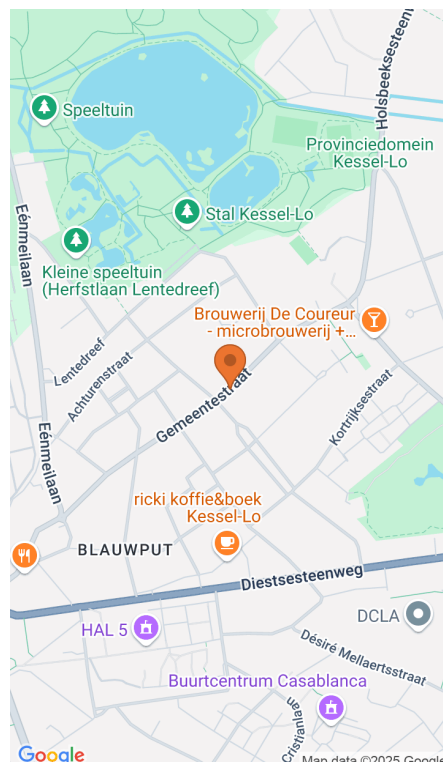 Holsbeeksesteen
Speeltuin
Provinciedomein
Kessel-Lo
Eénmeilaan
Stal Kessel-Lo
Kleine speeltuin
(Herfstlaan Lentedreef)
Brouwerij De Coureur
- microbrouwerij +...
Lentedreef
Achturenstraat
Gemeentestraat
Kortrijksestraat
Eénmeilaan
ricki koffie&boek
Kessel-Lo
BLAUWPUT
Diestsesteenweg
DCLA
HAL 5
Désiré Mellaertsstraat
Buurtcentrum Casablanca
Cristianlaan
Google
Map data ©2025 Google